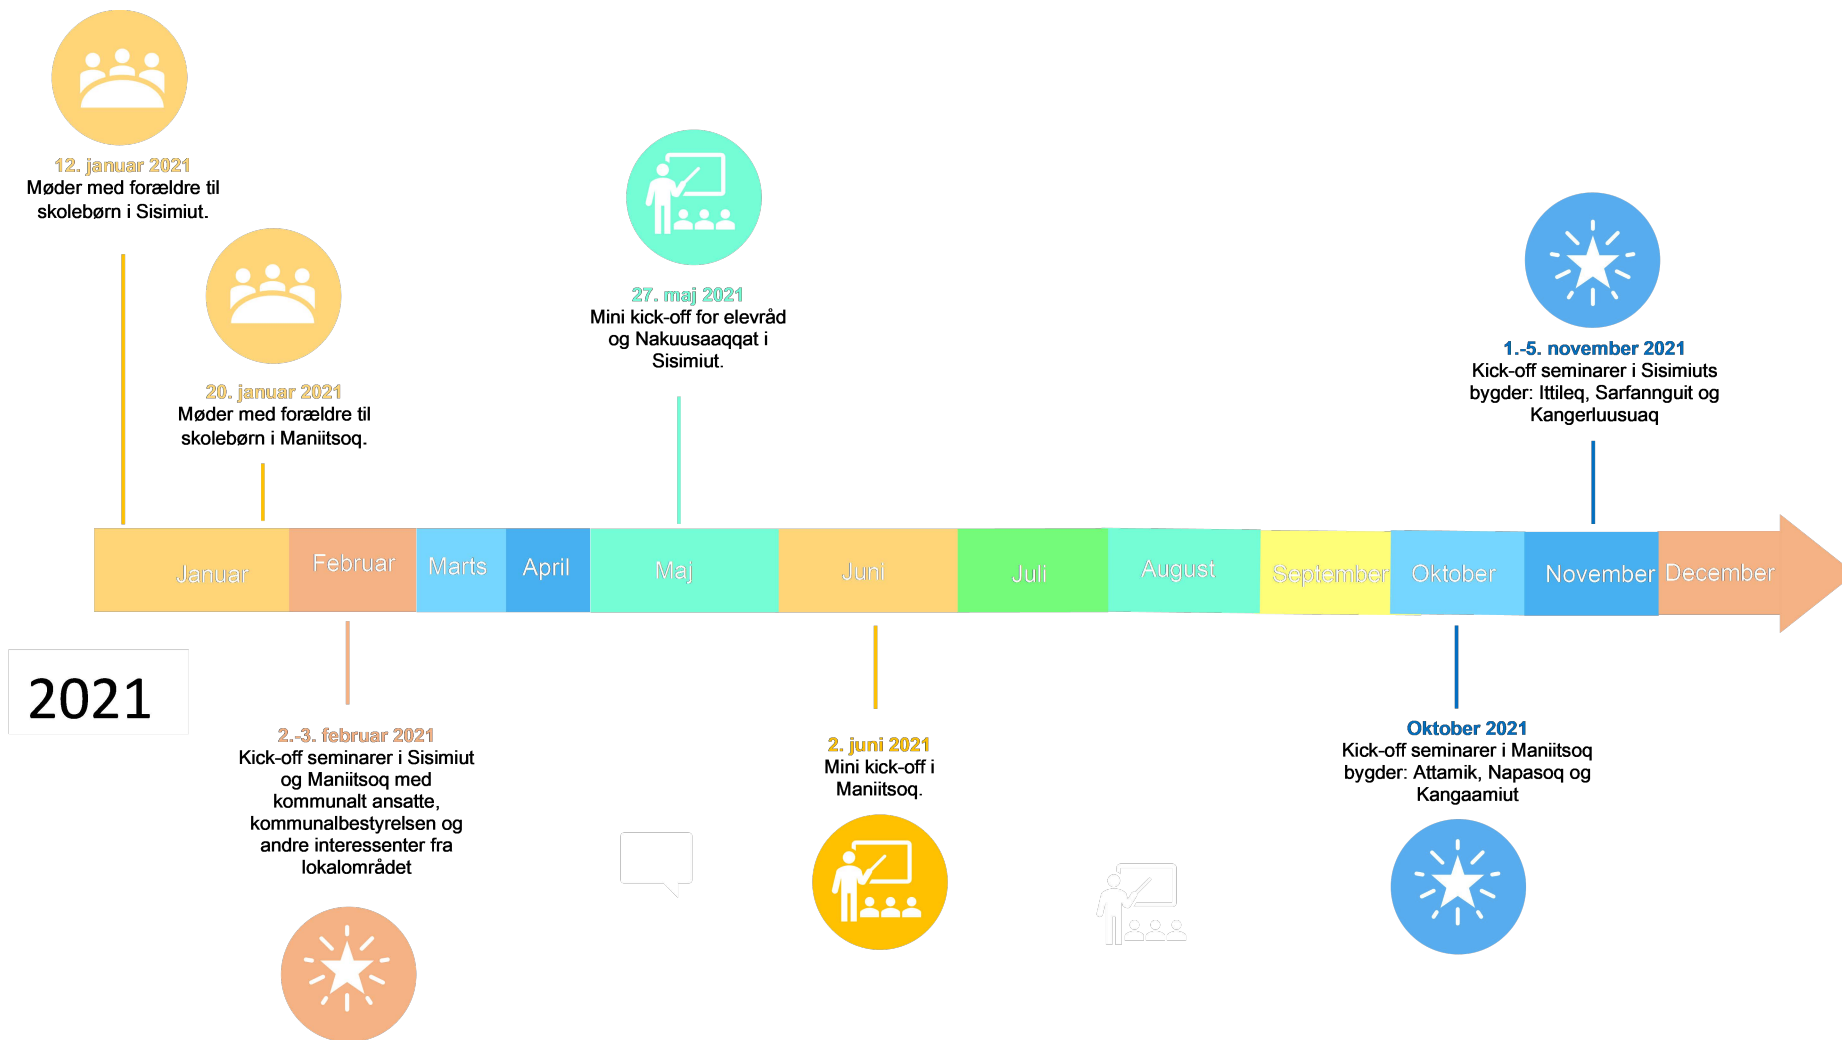 12. januar 2021
Møder med forældre til
skolebørn i Sisimiut.
20. januar 2021
Møder med forældre til
skolebørn i Maniitsoq.
27. maj 2021
Mini kick-off for elevråd
og Nakuusaaqqat i
Sisimiut.
1.-5. november 2021
Kick-off seminarer i Sisimiuts
bygder: Ittileq, Sarfannguit og
Kangerluusuaq
Januar
Februar
Marts
April
Maj
Juni
Juli
August
September
Oktober
November
December
2021
2.-3. februar 2021
Kick-off seminarer i Sisimiut
og Maniitsoq med
kommunalt ansatte,
kommunalbestyrelsen og
andre interessenter fra
lokalområdet
2. juni 2021
Mini kick-off i
Maniitsoq.
Oktober 2021
Kick-off seminarer i Maniitsoq
bygder: Attamik, Napasoq og
Kangaamiut